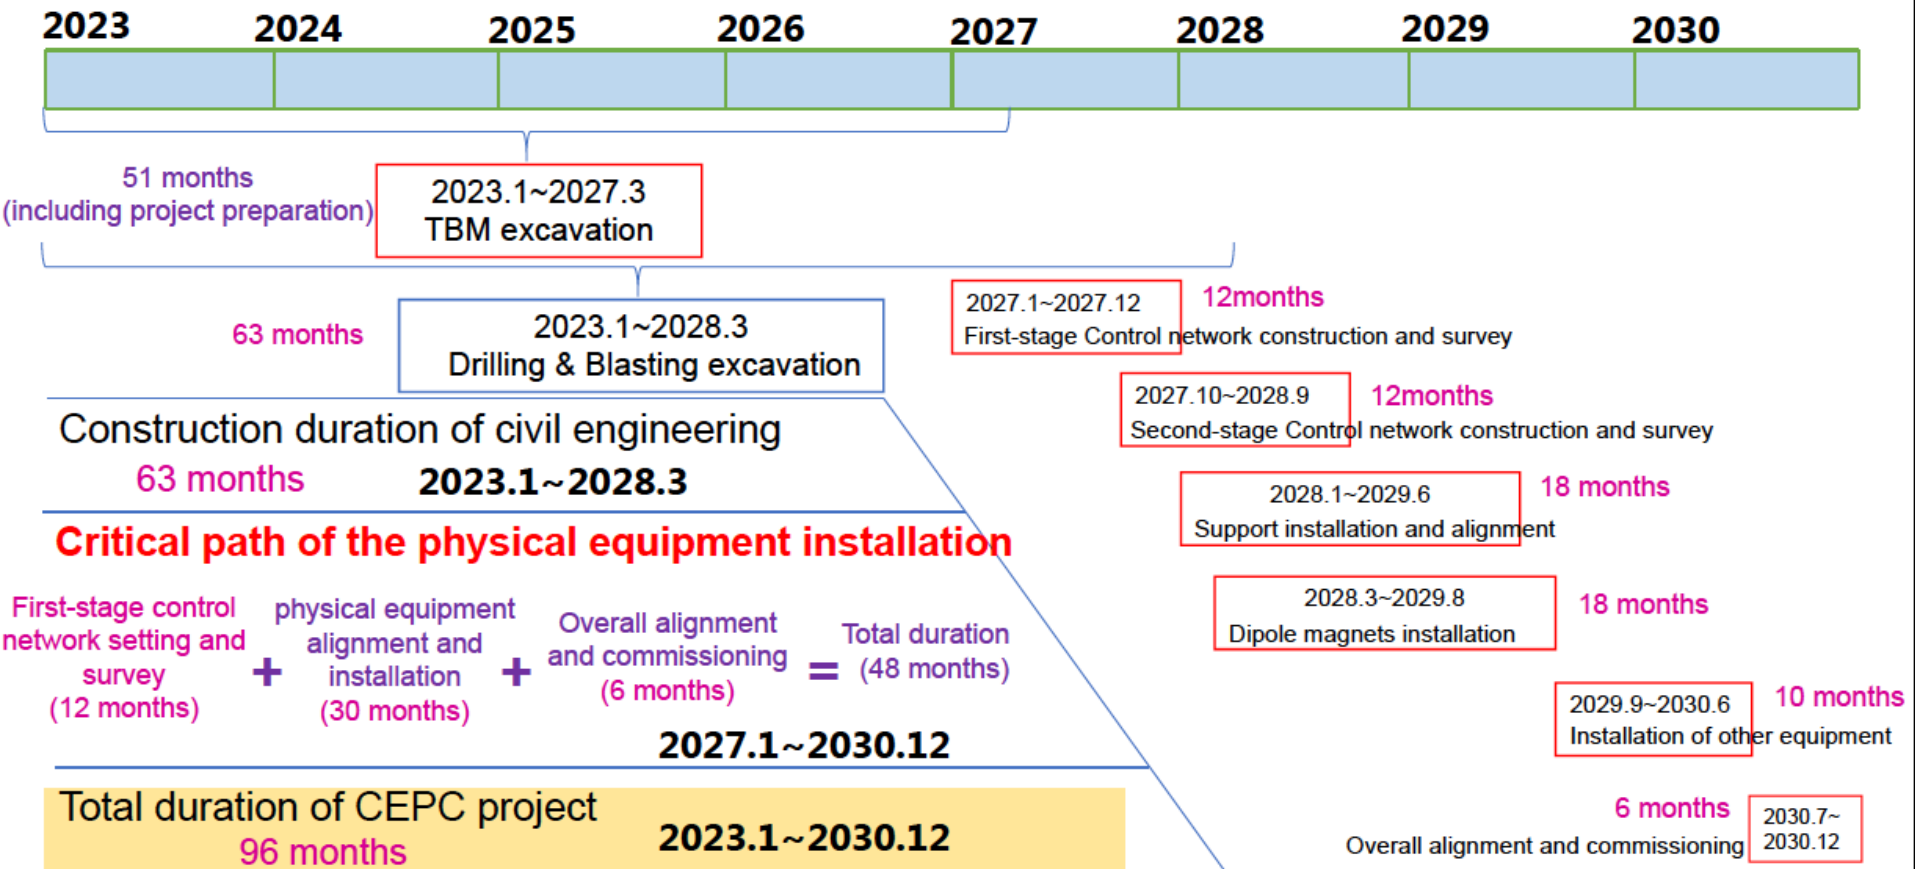 2023 2024 2025 2026 2027 2028 2029 2030
51 months
(including project preparation)
2023.1~2027.3
TBM excavation
63 months
2023.1~2028.3
Drilling & Blasting excavation
2027.1~2027.12
12months
First-stage Control network construction and survey
2027.10~2028.9
12months
Second-stage Control network construction and survey
Construction duration of civil engineering
63 months
2023.1~2028.3
2028.1~2029.6
18 months
Support installation and alignment
Critical path of the physical equipment installation
2028.3~2029.8
18 months
Dipole magnets installation
First-stage control
network setting and
survey
(12 months)
+
physical equipment
alignment and
installation
(30 months)
+
Overall alignment
and commissioning
(6 months)
=
Total duration
(48 months)
2027.1~2030.12
2029.9~2030.6
10 months
Installation of other equipment
Total duration of CEPC project
96 months
2023.1~2030.12
6 months
Overall alignment and commissioning
2030.7~
2030.12